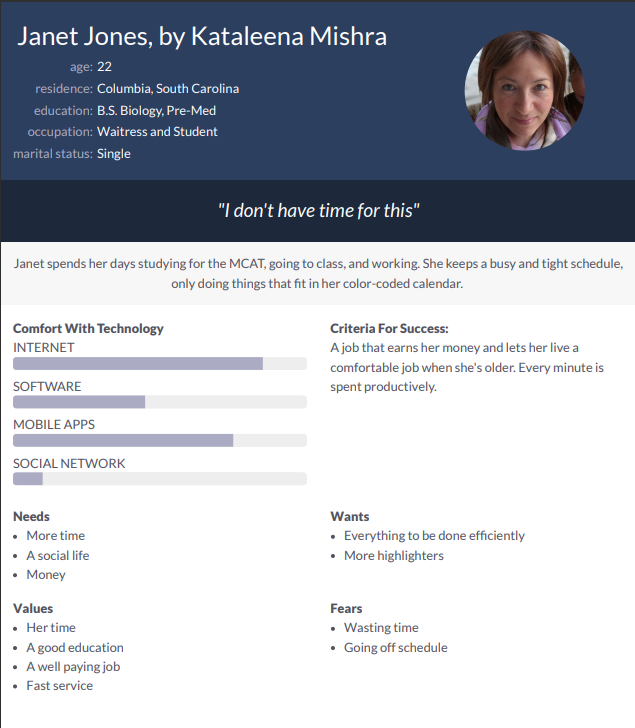 Janet Jones, by Kataleena Mishra
age: 22
residence: Columbia, South Carolina
education: B.S. Biology, Pre-Med
occupation: Waitress and Student
marital status: Single
"I don't have time for this"
Janet spends her days studying for the MCAT, going to class, and working. She keeps a busy and tight schedule,
only doing things that fit in her color-coded calendar.
Comfort With Technology
INTERNET
SOFTWARE
MOBILE APPS
SOCIAL NETWORK
Criteria For Success:
A job that earns her money and lets her live a
comfortable job when she's older. Every minute is
spent productively.
Needs
• More time
• A social life
• Money
Wants
• Everything to be done efficiently
• More highlighters
Values
• Her time
• A good education
• A well paying job
• Fast service
Fears
• Wasting time
• Going off schedule